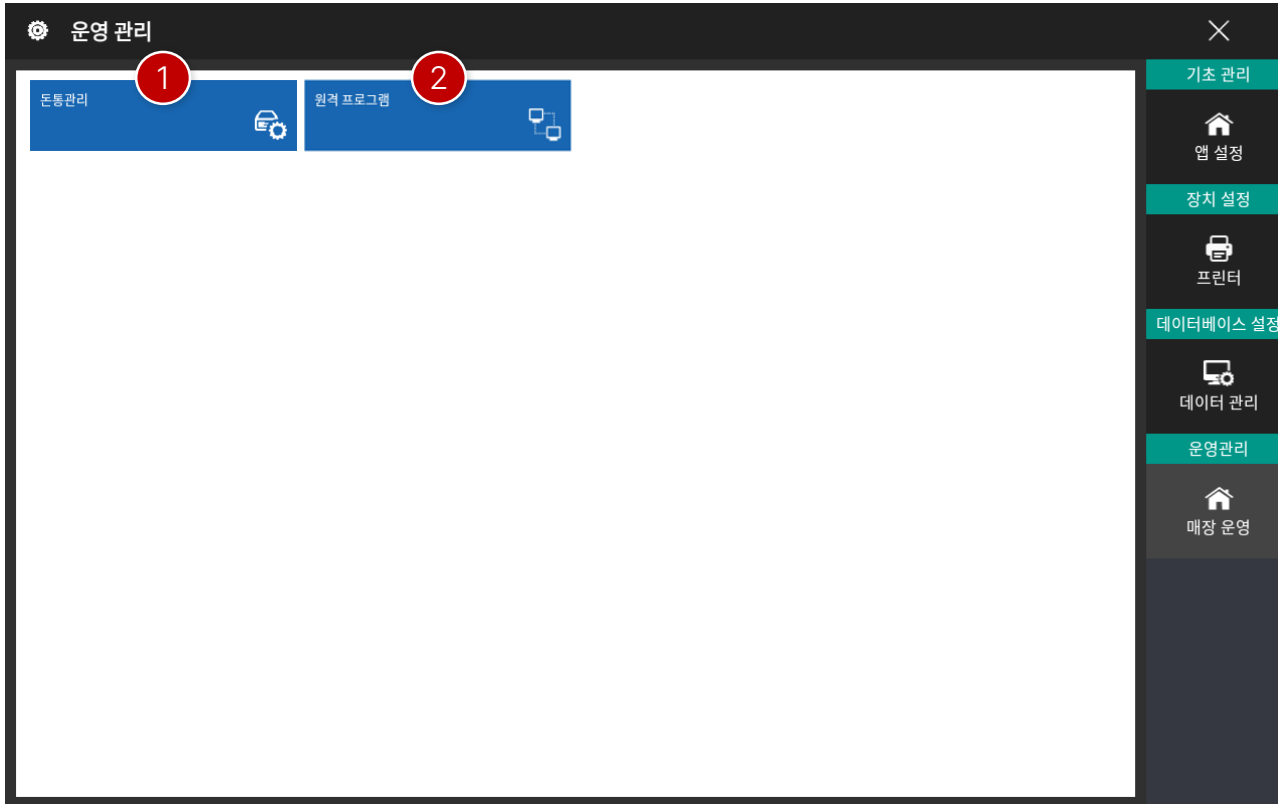 운영 관리
1
2
돈통관리
원격 프로그램
기초 관리
앱 설정
장치 설정
프린터
데이터베이스 설정
데이터 관리
운영관리
매장 운영